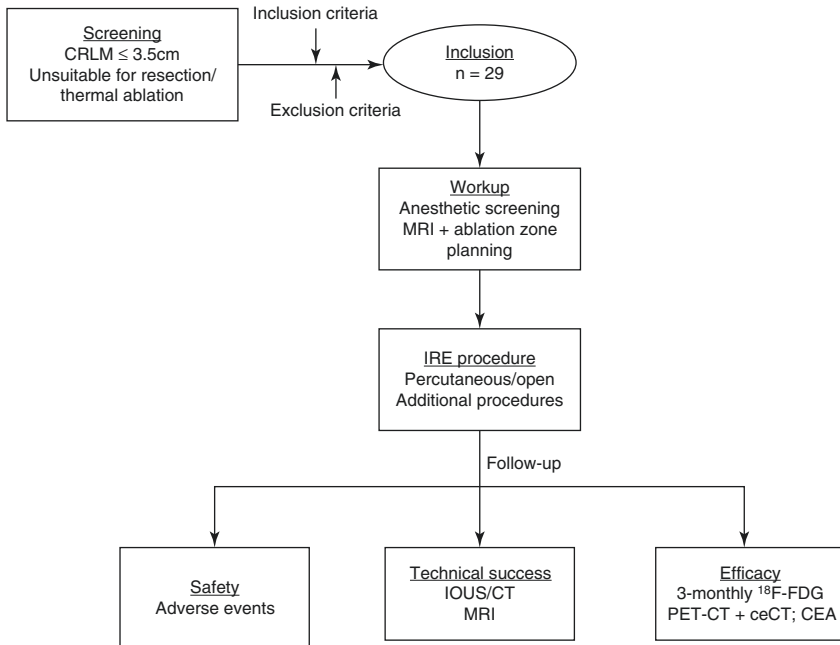 Screening
CRLM ≤ 3.5cm
Unsuitable for resection/
thermal ablation
Inclusion criteria
Exclusion criteria
Inclusion
n = 29
Workup
Anesthetic screening
MRI + ablation zone
planning
IRE procedure
Percutaneous/open
Additional procedures
Follow-up
Safety
Adverse events
Technical success
IOUS/CT
MRI
Efficacy
3-monthly ¹⁸F-FDG
PET-CT + ceCT; CEA